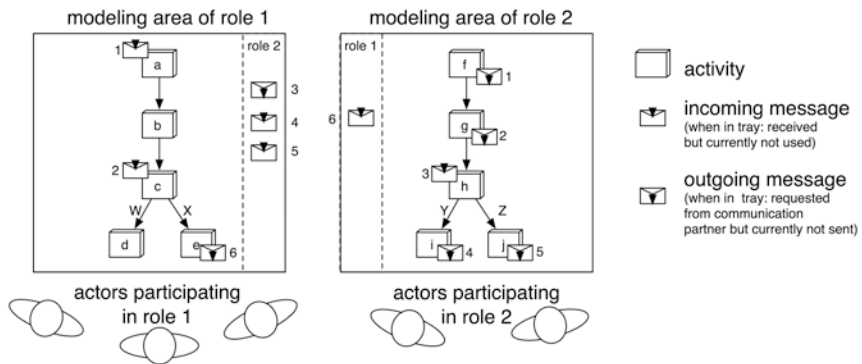 modeling area of role 1
role 2
1
a
3
b
4
5
2
c
W
X
d
e
6
actors participating
in role 1
modeling area of role 2
role 1
f
1
6
g
2
3
h
Y
Z
i
4
j
5
actors participating
in role 2
activity
incoming message
(when in tray: received
but currently not used)
outgoing message
(when in tray: requested
from communication
partner but currently not sent)